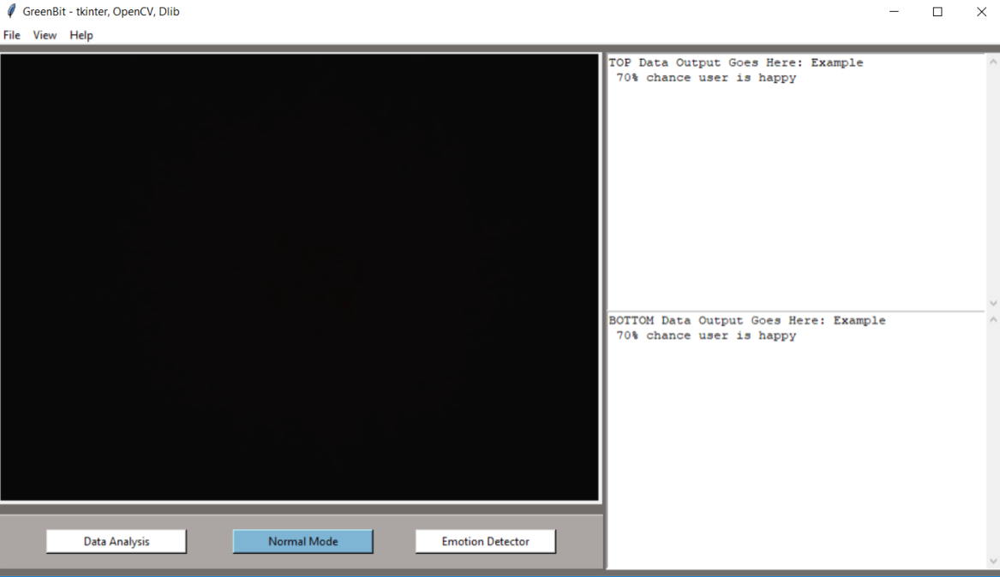 GreenBit - tkinter, OpenCV, Dlib
File View Help
TOP Data Output Goes Here: Example
70% chance user is happy
BOTTOM Data Output Goes Here: Example
70% chance user is happy
Data Analysis
Normal Mode
Emotion Detector